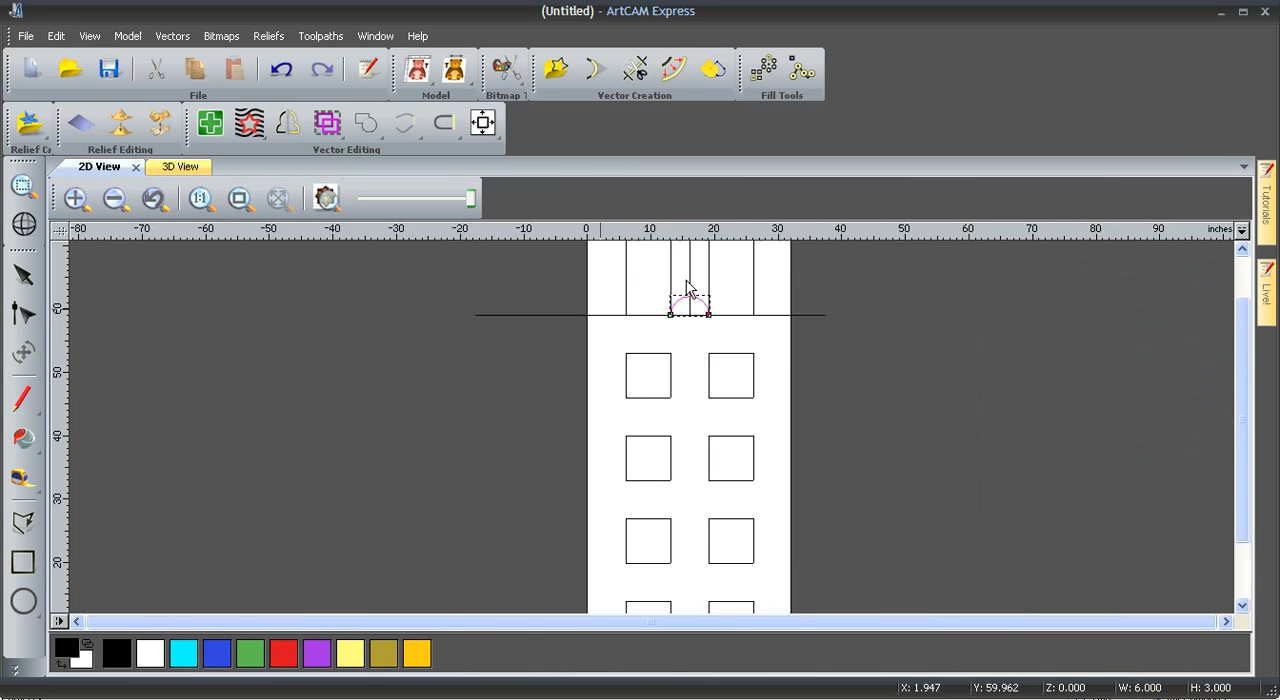 (Untitled) - ArtCAM Express
File Edit View Model Vectors Bitmaps Reliefs Toolpaths Window Help
File Model Bitmap T Vector Creation Fill Tools
Relief Cr Relief Editing Vector Editing
2D View 3D View
1:1
-80 -70 -60 -50 -40 -30 -20 -10 0 10 20 30 40 50 60 70 80 90 inches
60
50
40
30
20
Tutorials
Live!
X: 1.947 Y: 59.962 Z: 0.000 W: 6.000 H: 3.000